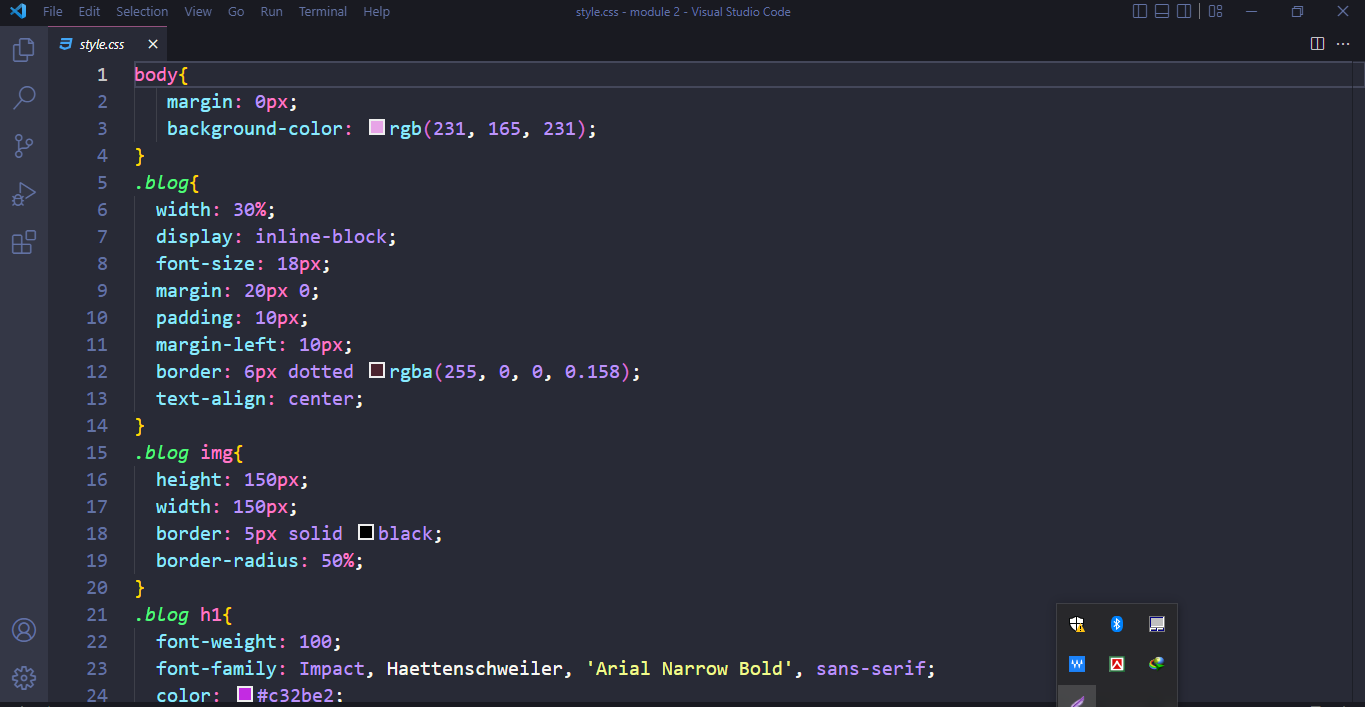 File Edit Selection View Go Run Terminal Help style.css - module 2 - Visual Studio Code
style.css
1 body{
2 margin: 0px;
3 background-color: rgb(231, 165, 231);
4 }
5 .blog{
6 width: 30%;
7 display: inline-block;
8 font-size: 18px;
9 margin: 20px 0;
10 padding: 10px;
11 margin-left: 10px;
12 border: 6px dotted rgba(255, 0, 0, 0.158);
13 text-align: center;
14 }
15 .blog img{
16 height: 150px;
17 width: 150px;
18 border: 5px solid black;
19 border-radius: 50%;
20 }
21 .blog h1{
22 font-weight: 100;
23 font-family: Impact, Haettenschweiler, 'Arial Narrow Bold', sans-serif;
24 color: #c32be2;